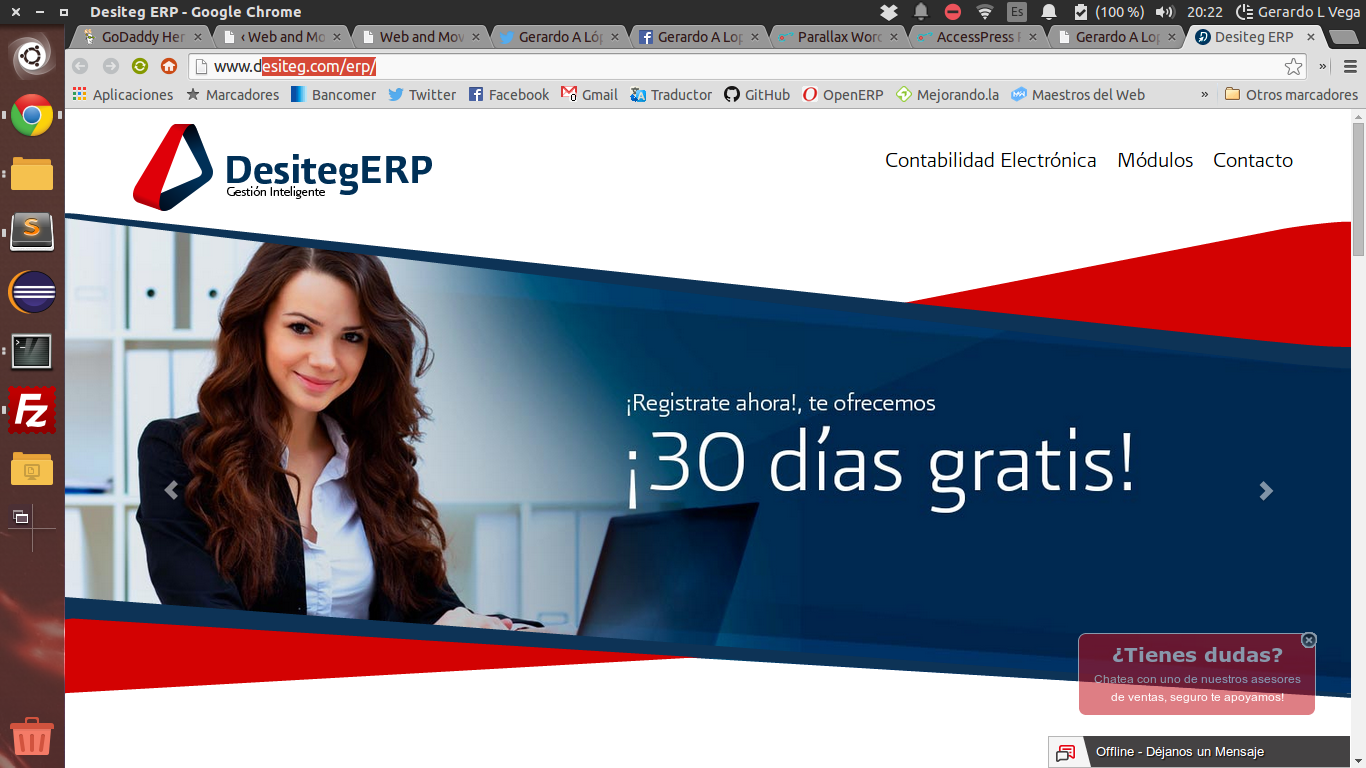 Desiteg ERP - Google Chrome
Es
(100 %)
20:22
Gerardo L Vega
GoDaddy Her
‹ Web and Mo
Web and Mov
Gerardo A Ló
Gerardo A Lop
Parallax Word
AccessPress
Gerardo A Lop
Desiteg ERP
www.desiteg.com/erp/
»
Aplicaciones
Marcadores
Bancomer
Twitter
Facebook
Gmail
Traductor
GitHub
OpenERP
Mejorando.la
Maestros del Web
»
Otros marcadores
DesitegERP
Gestión Inteligente
Contabilidad Electrónica
Módulos
Contacto
¡Registrate ahora!, te ofrecemos
¡30 días gratis!
¿Tienes dudas?
Chatea con uno de nuestros asesores
de ventas, seguro te apoyamos!
Offline - Déjanos un Mensaje